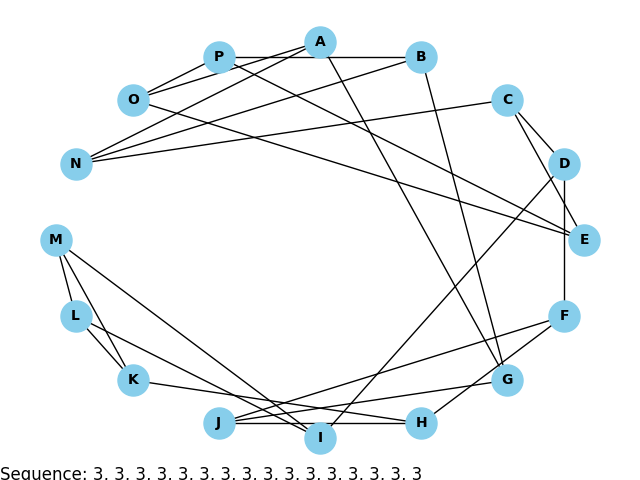 A
P
B
O
C
N
D
M
E
L
F
K
G
J
H
I
Sequence: 3, 3, 3, 3, 3, 3, 3, 3, 3, 3, 3, 3, 3, 3, 3, 3